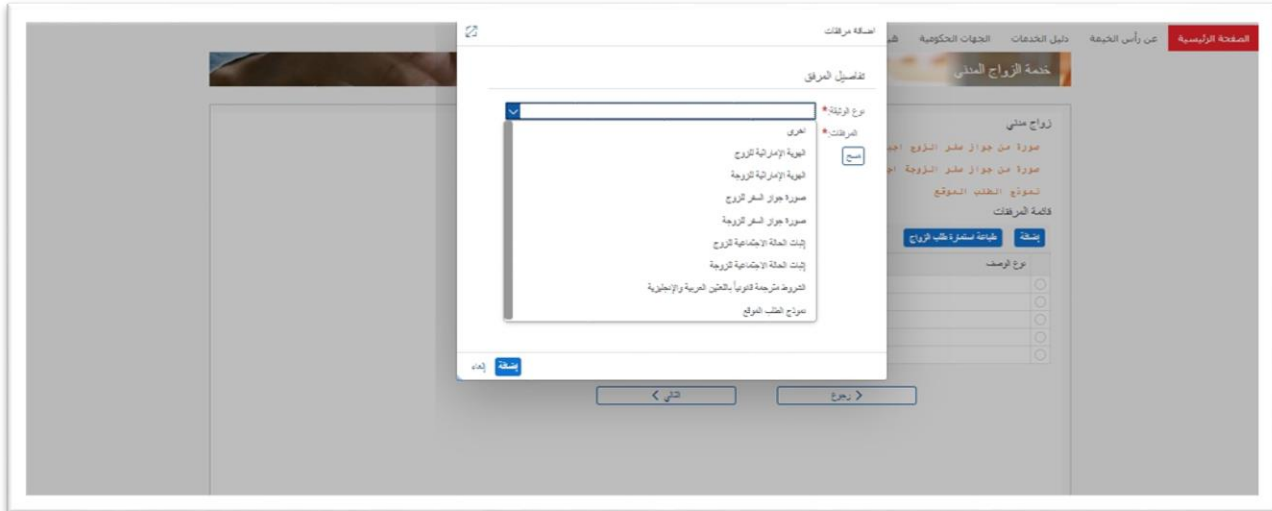 الصفحة الرئيسية
عن رأس الخيمة
دليل الخدمات
الجهات الحكومية
خدمة الزواج المدني
زواج مدني
صورة من جواز سفر الزوج
صورة من جواز سفر الزوجة
نموذج الطلب الموقع
قائمة المرفقات
إضافة
طباعة استمارة طلب الزواج
نوع الوصف
اضافة مرفقات
تفاصيل المرفق
نوع الوثيقة:*
المرفقات:*
مسح
اخرى
الهوية الإماراتية للزوج
الهوية الإماراتية للزوجة
صورة جواز السفر للزوج
صورة جواز السفر للزوجة
إثبات الحالة الاجتماعية للزوج
إثبات الحالة الاجتماعية للزوجة
الشروط مترجمة قانونياً باللغتين العربية والإنجليزية
نموذج الطلب الموقع
إضافة
إلغاء
رجوع
التالي